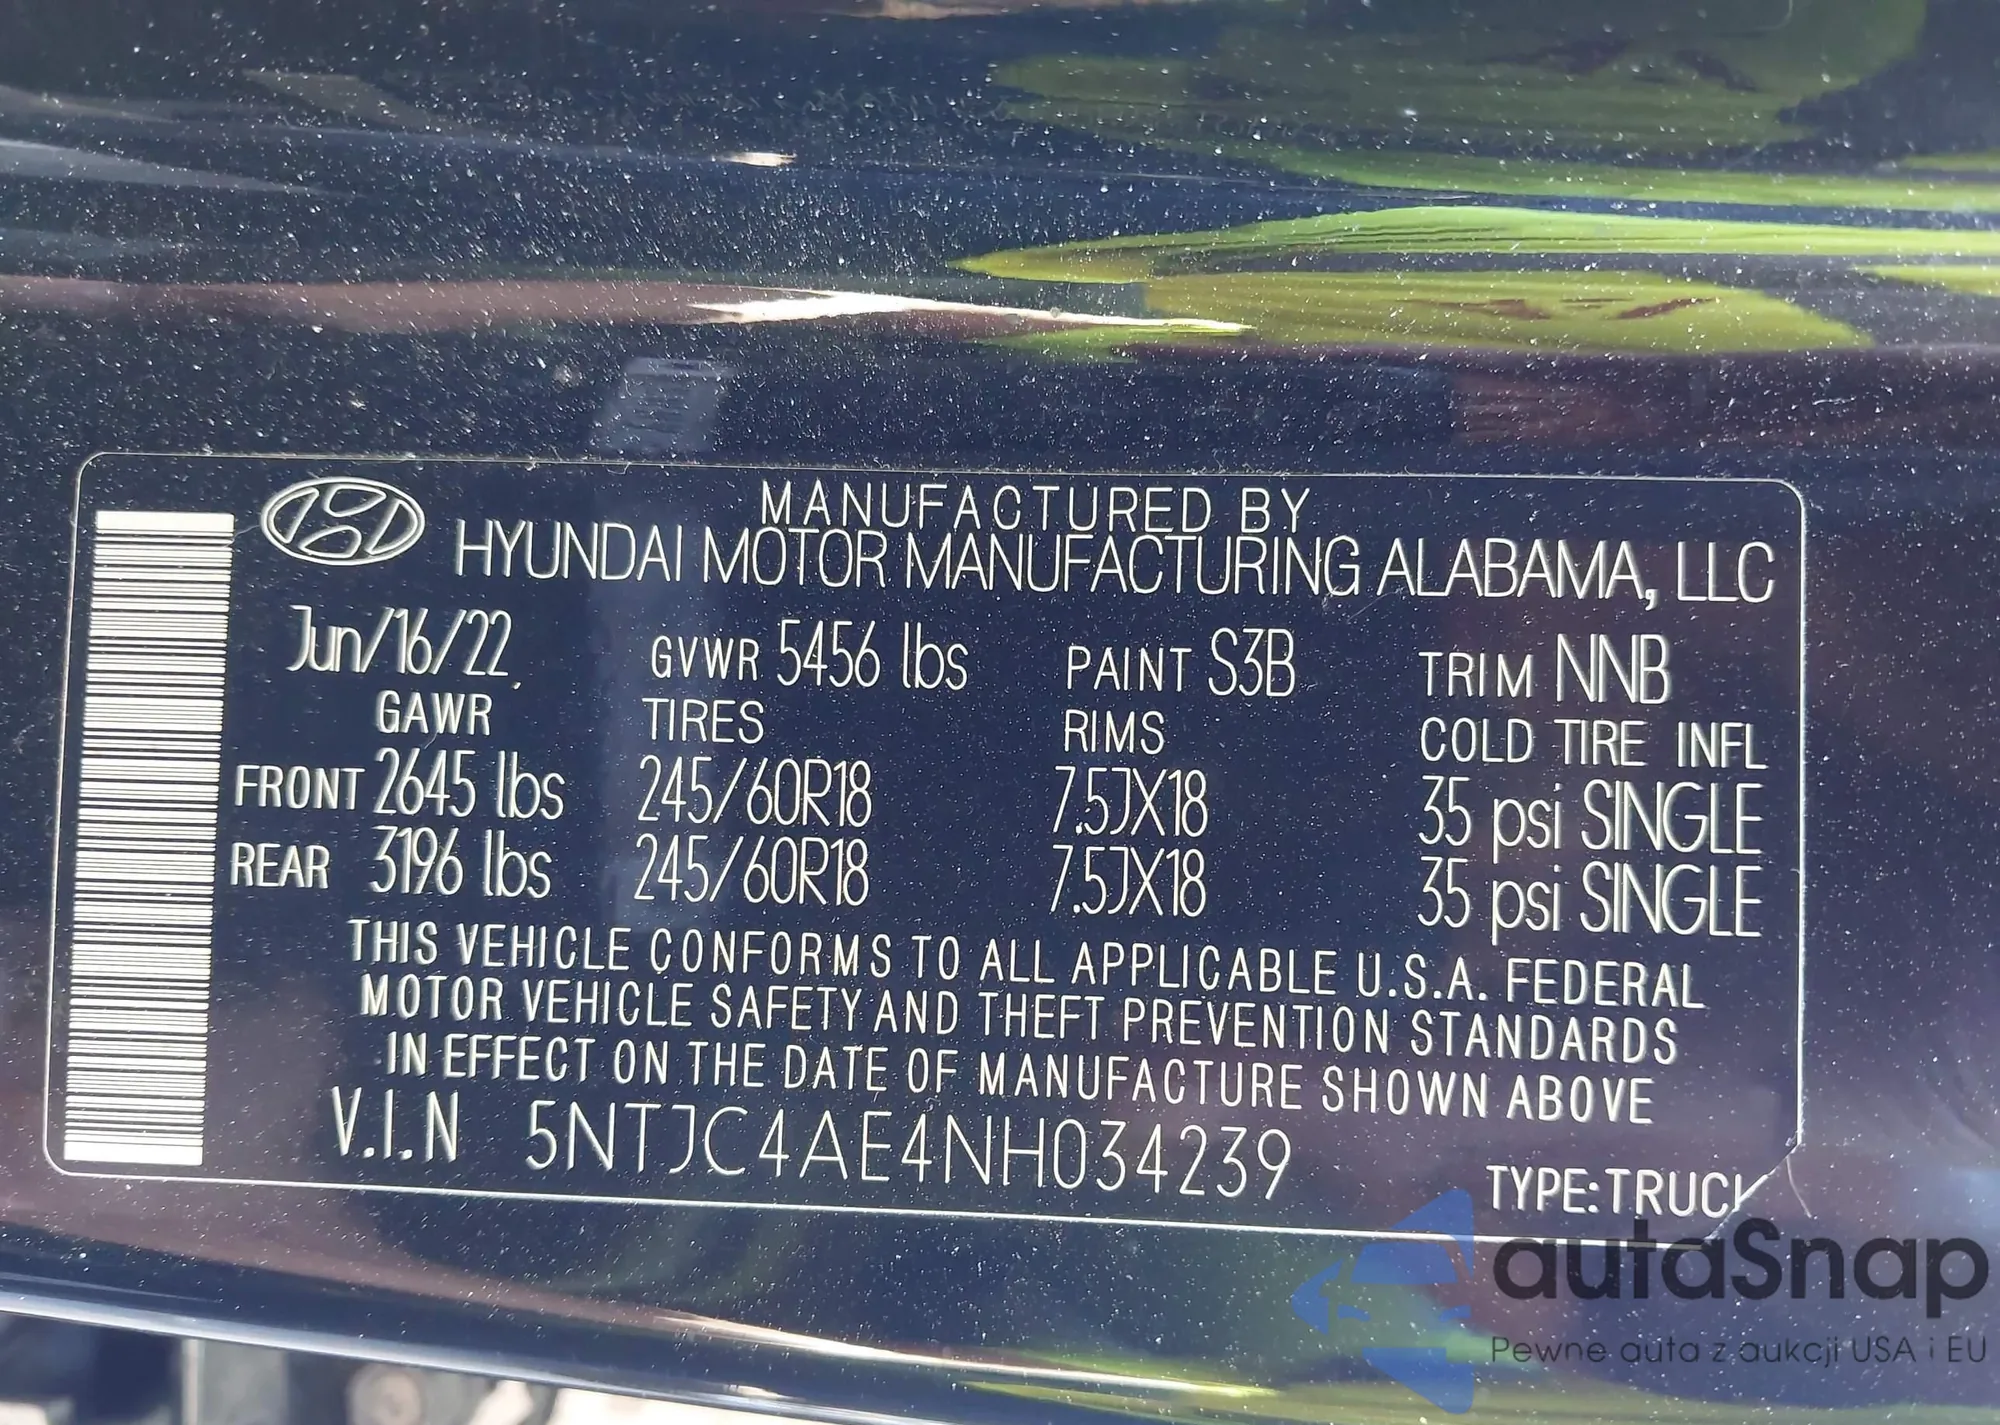 MANUFACTURED BY
HYUNDAI MOTOR MANUFACTURING ALABAMA, LLC
Jun/16/22 GVWR 5456 lbs PAINT S3B TRIM NNB
GAWR TIRES RIMS COLD TIRE INFL
FRONT 2645 lbs 245/60R18 7.5JX18 35 psi SINGLE
REAR 3196 lbs 245/60R18 7.5JX18 35 psi SINGLE
THIS VEHICLE CONFORMS TO ALL APPLICABLE U.S.A. FEDERAL
MOTOR VEHICLE SAFETY AND THEFT PREVENTION STANDARDS
IN EFFECT ON THE DATE OF MANUFACTURE SHOWN ABOVE
V.I.N 5NTJC4AE4NH034239
TYPE:TRUCK
autaSnap
Pewne auta z aukcji USA i EU